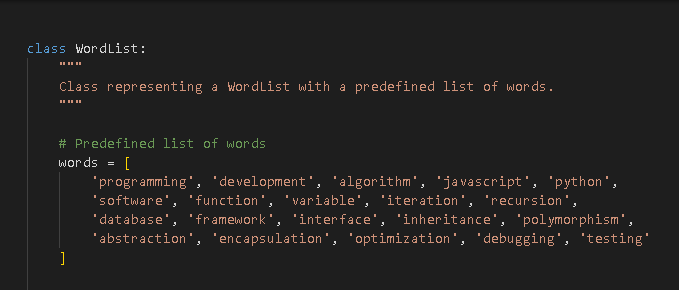 class WordList:
"""
Class representing a WordList with a predefined list of words.
"""
# Predefined list of words
words = [
'programming', 'development', 'algorithm', 'javascript', 'python',
'software', 'function', 'variable', 'iteration', 'recursion',
'database', 'framework', 'interface', 'inheritance', 'polymorphism',
'abstraction', 'encapsulation', 'optimization', 'debugging', 'testing'
]